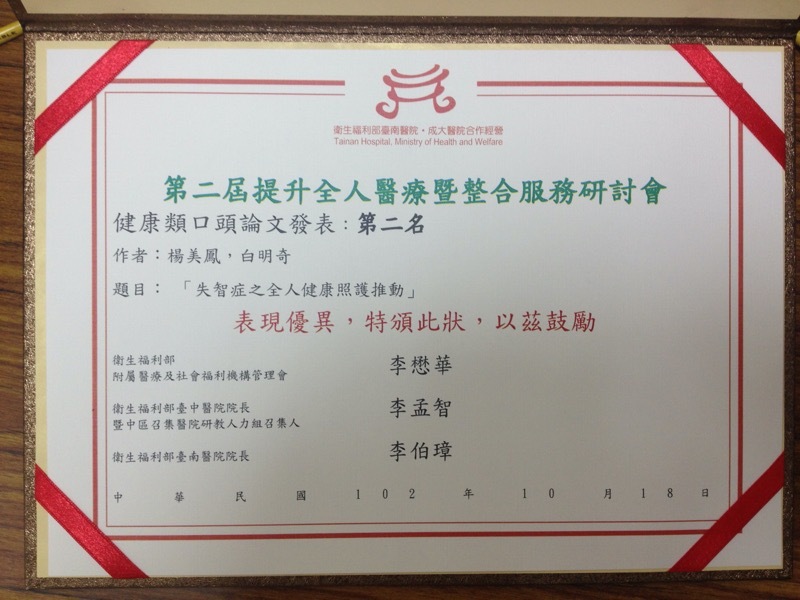 衛生福利部臺南醫院・成大醫院合作經營
Tainan Hospital, Ministry of Health and Welfare
第二屆提升全人醫療暨整合服務研討會
健康類口頭論文發表：第二名
作者：楊美鳳，白明奇
題目： 「失智症之全人健康照護推動」
表現優異，特頒此狀，以茲鼓勵
衛生福利部
附屬醫療及社會福利機構管理會 李懋華
衛生福利部臺中醫院院長
暨中區召集醫院研教人力組召集人 李孟智
衛生福利部臺南醫院院長 李伯璋
中華民國102年10月18日